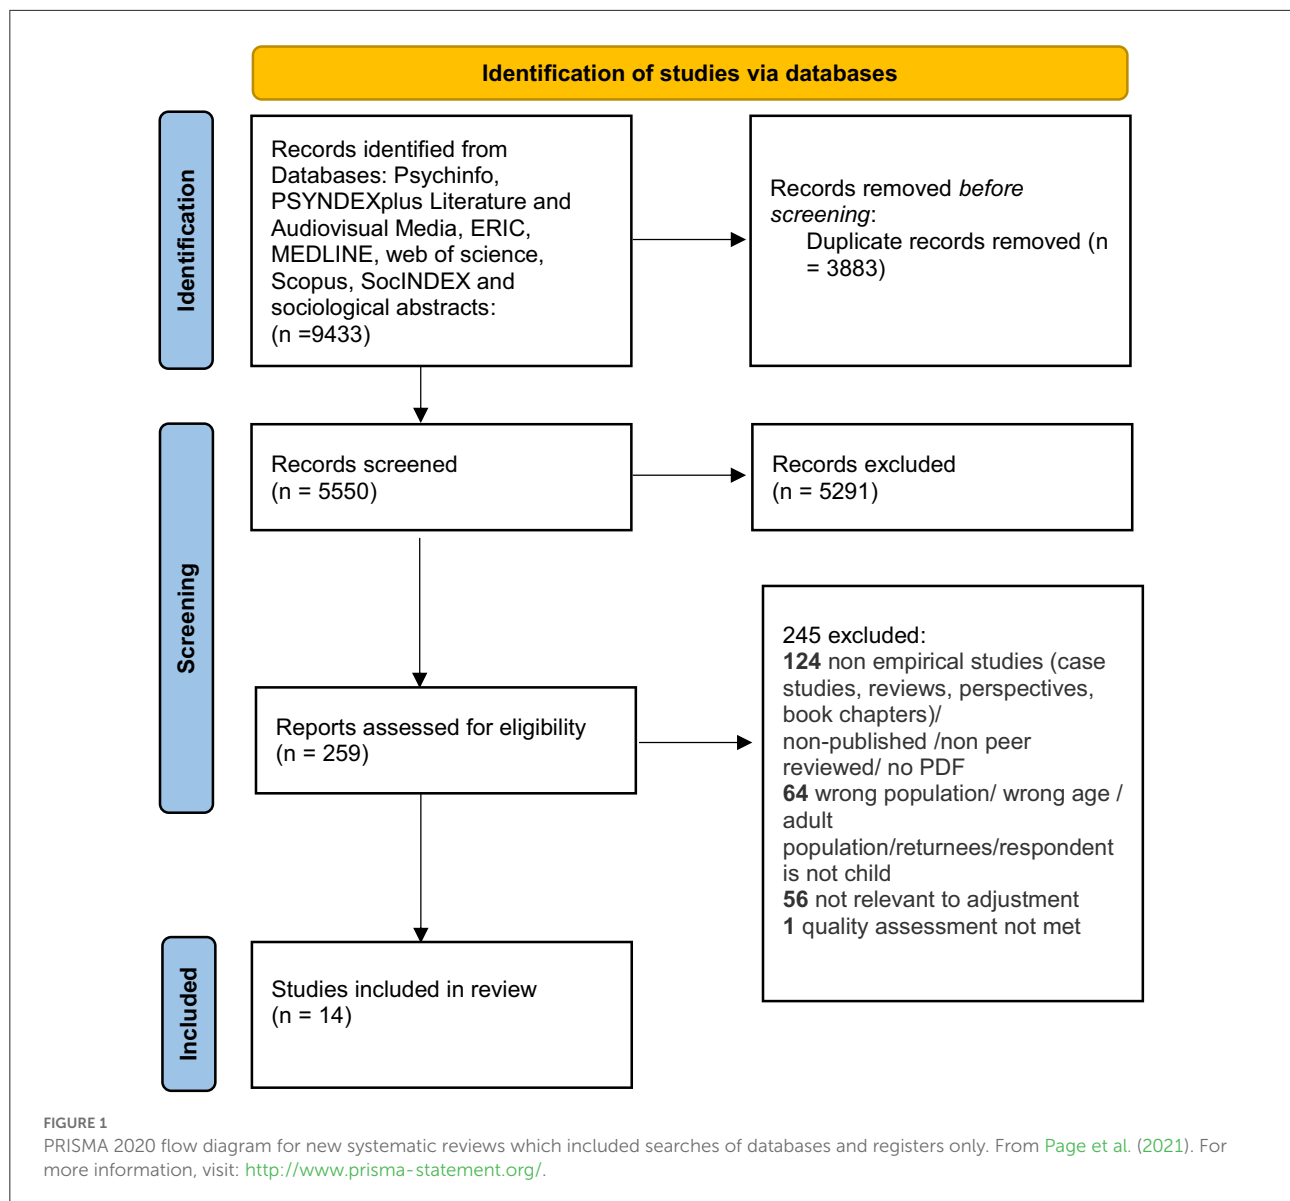 Identification of studies via databases
Identification
Records identified from
Databases: Psychinfo,
PSYNDEXplus Literature and
Audiovisual Media, ERIC,
MEDLINE, web of science,
Scopus, SocINDEX and
sociological abstracts:
(n =9433)
Records removed before
screening:
Duplicate records removed (n
= 3883)
Screening
Records screened
(n = 5550)
Records excluded
(n = 5291)
Reports assessed for eligibility
(n = 259)
245 excluded:
124 non empirical studies (case
studies, reviews, perspectives,
book chapters)/
non-published /non peer
reviewed/ no PDF
64 wrong population/ wrong age /
adult
population/returnees/respondent
is not child
56 not relevant to adjustment
1 quality assessment not met
Included
Studies included in review
(n = 14)
FIGURE 1
PRISMA 2020 flow diagram for new systematic reviews which included searches of databases and registers only. From Page et al. (2021). For
more information, visit: http://www.prisma-statement.org/.